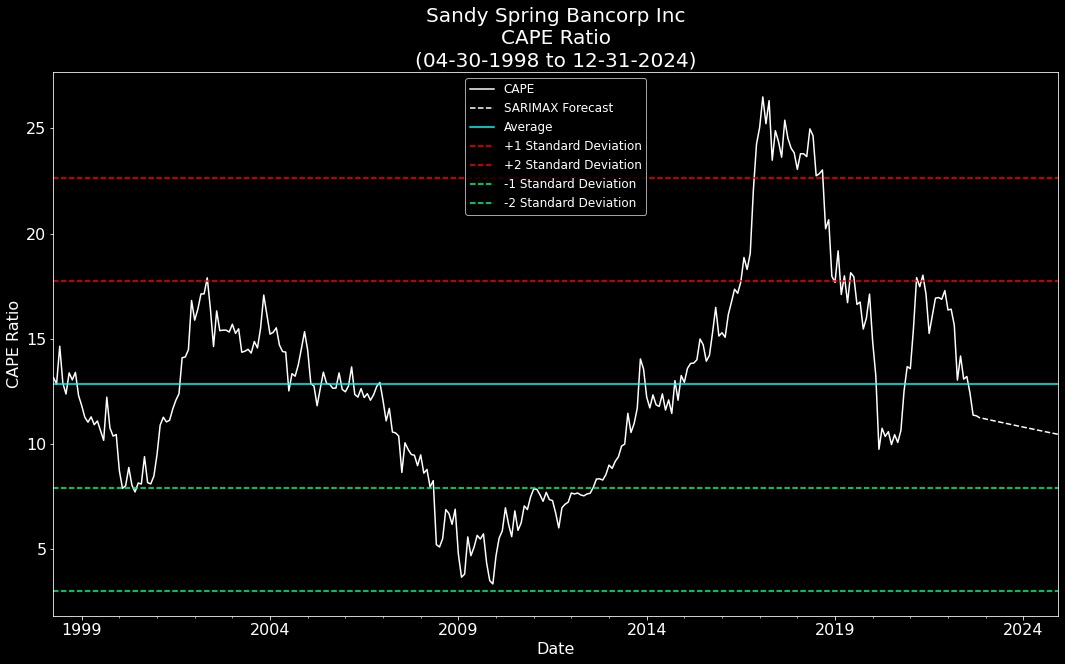 Sandy Spring Bancorp Inc
CAPE Ratio
(04-30-1998 to 12-31-2024)
CAPE
SARIMAX Forecast
Average
+1 Standard Deviation
+2 Standard Deviation
-1 Standard Deviation
-2 Standard Deviation
CAPE Ratio
25
20
15
10
5
1999 2004 2009 2014 2019 2024
Date